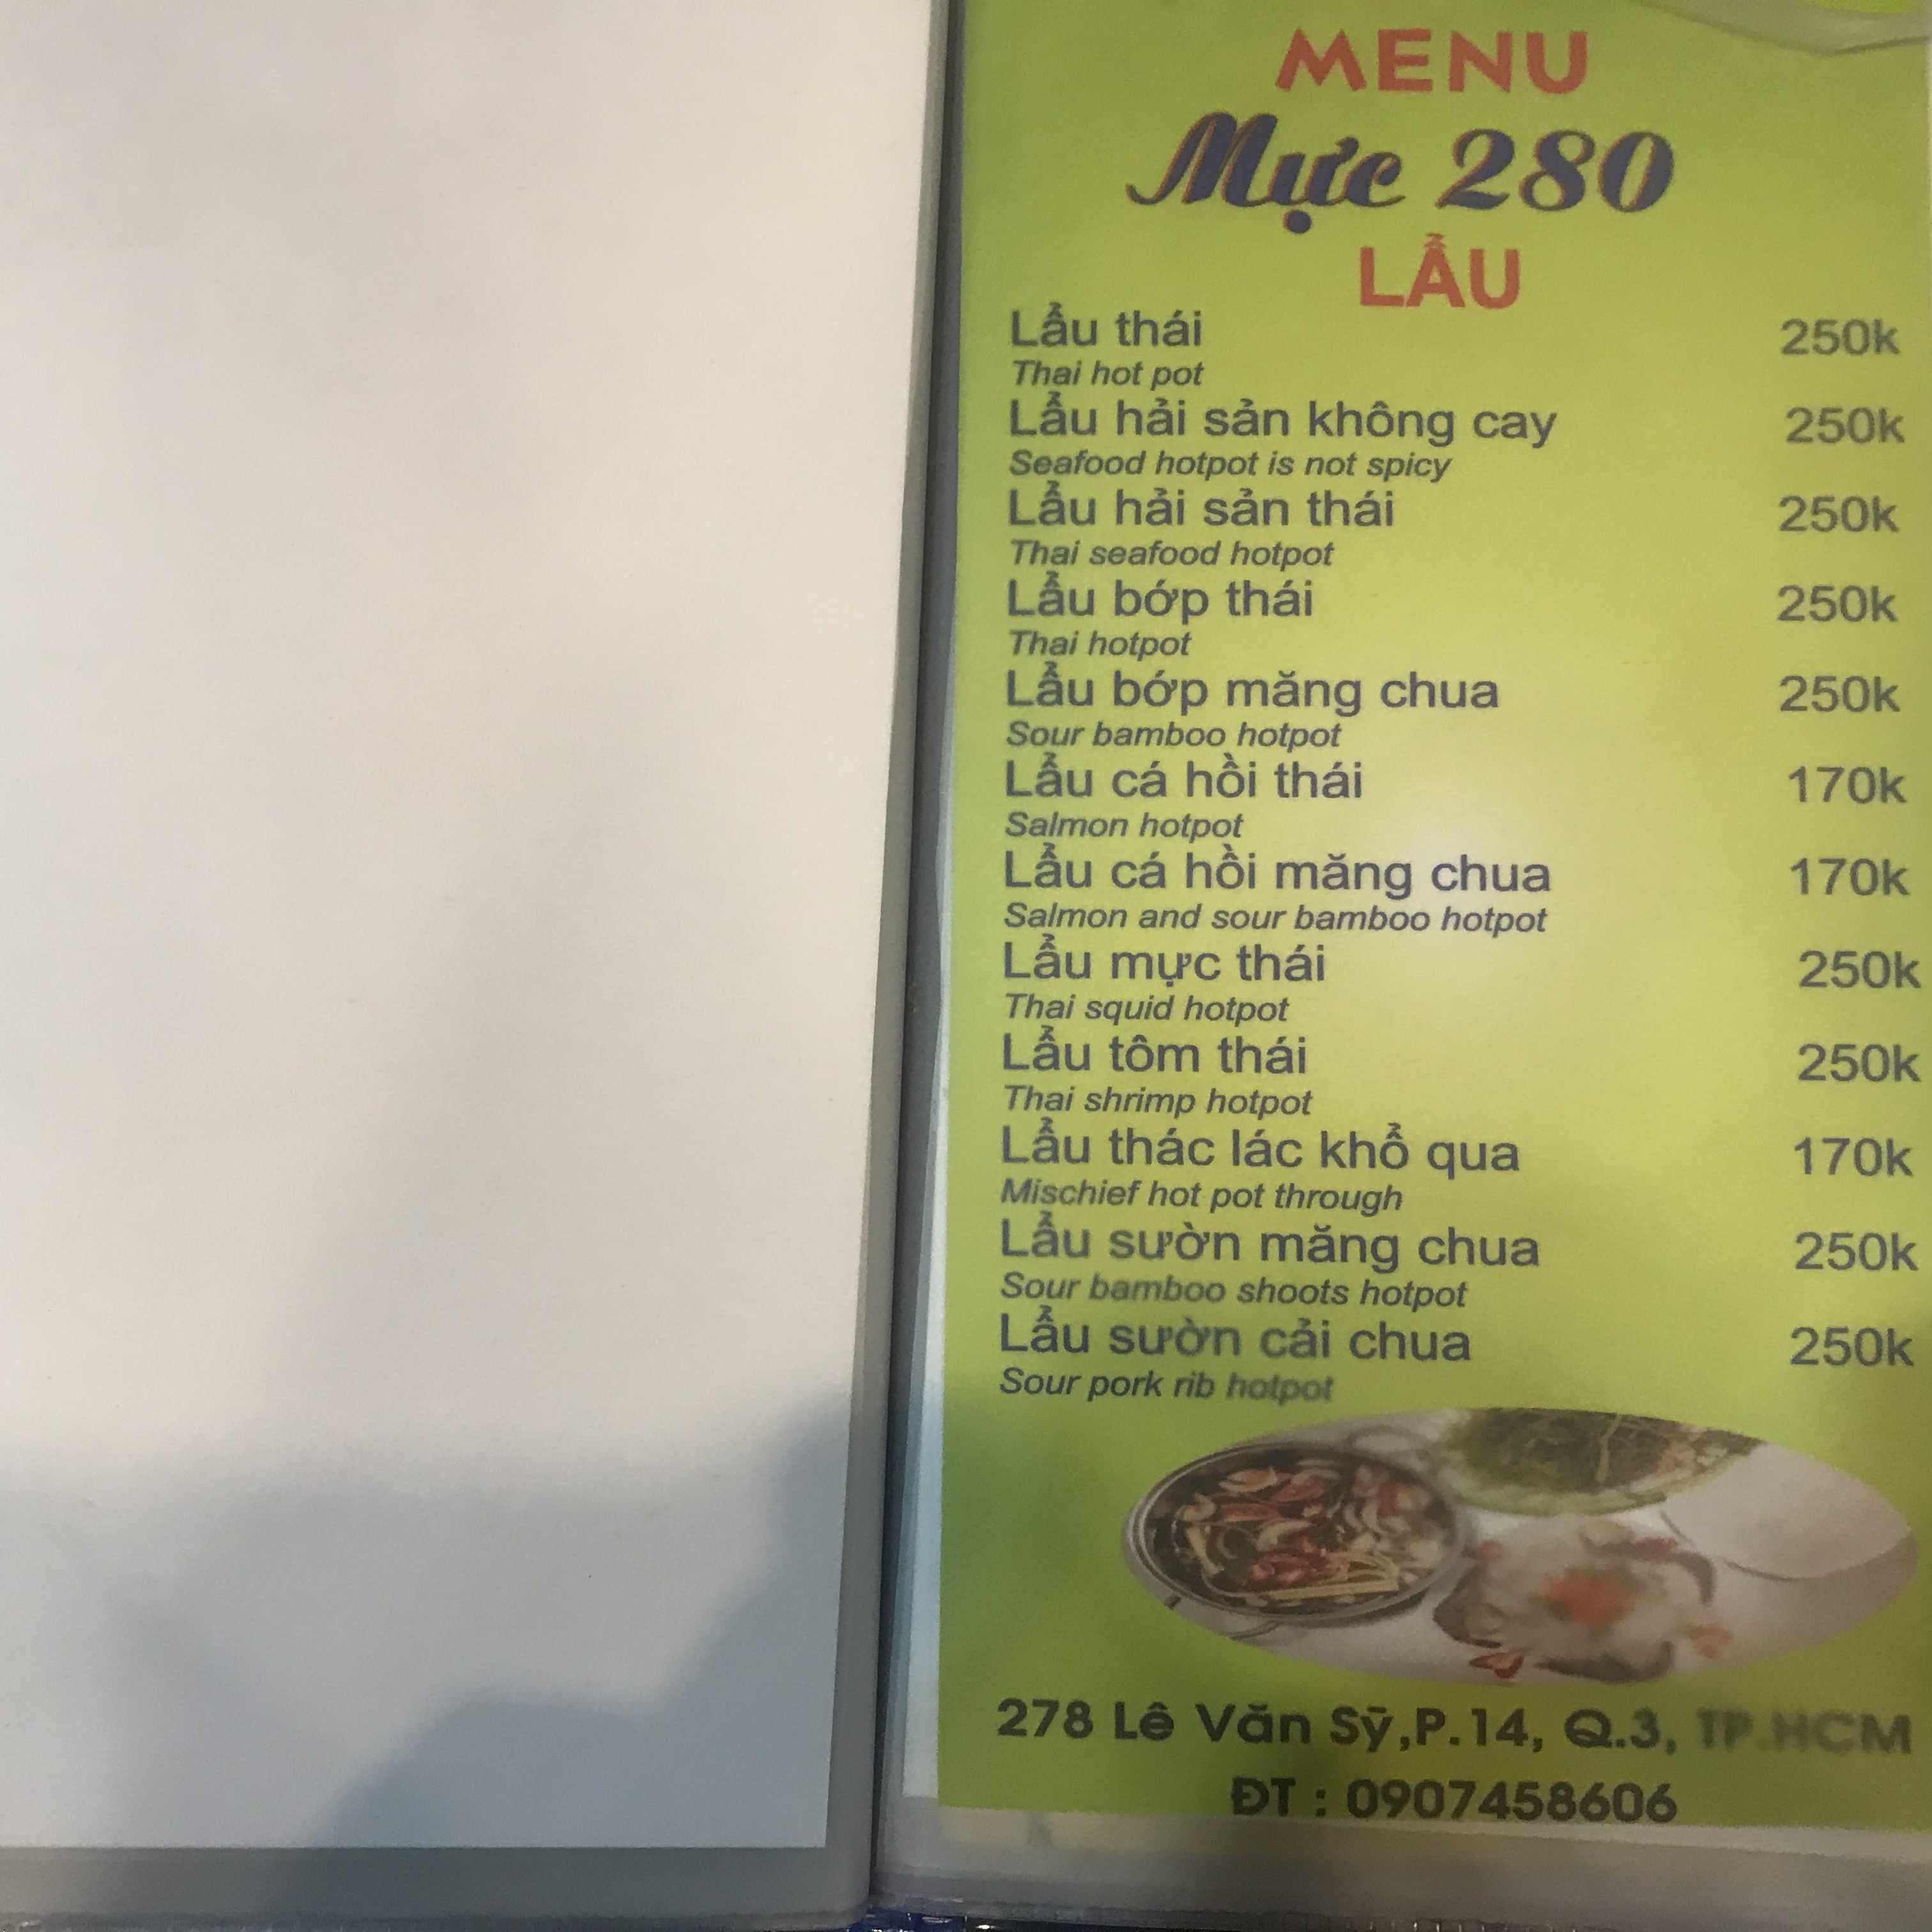 MENU
Mực 280
LẨU
Lẩu thái 250k
Thai hot pot
Lẩu hải sản không cay 250k
Seafood hotpot is not spicy
Lẩu hải sản thái 250k
Thai seafood hotpot
Lẩu bớp thái 250k
Thai hotpot
Lẩu bớp măng chua 250k
Sour bamboo hotpot
Lẩu cá hồi thái 170k
Salmon hotpot
Lẩu cá hồi măng chua 170k
Salmon and sour bamboo hotpot
Lẩu mực thái 250k
Thai squid hotpot
Lẩu tôm thái 250k
Thai shrimp hotpot
Lẩu thác lác khổ qua 170k
Mischief hot pot through
Lẩu sườn măng chua 250k
Sour bamboo shoots hotpot
Lẩu sườn cải chua 250k
Sour pork rib hotpot
278 Lê Văn Sỹ,P.14, Q.3, TP.HCM
ĐT : 0907458606